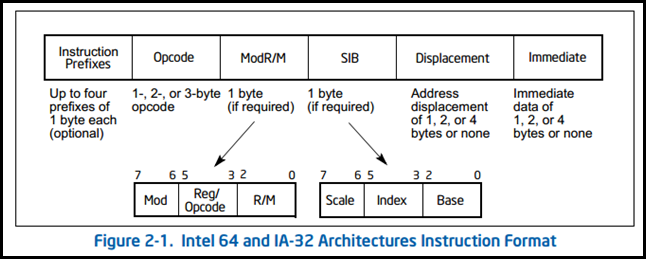 Instruction Prefixes Opcode ModR/M SIB Displacement Immediate
Up to four prefixes of 1 byte each (optional)
1-, 2-, or 3-byte opcode
1 byte (if required)
1 byte (if required)
Address displacement of 1, 2, or 4 bytes or none
Immediate data of 1, 2, or 4 bytes or none
7 6 5 3 2 0
Mod Reg/Opcode R/M
7 6 5 3 2 0
Scale Index Base
Figure 2-1. Intel 64 and IA-32 Architectures Instruction Format